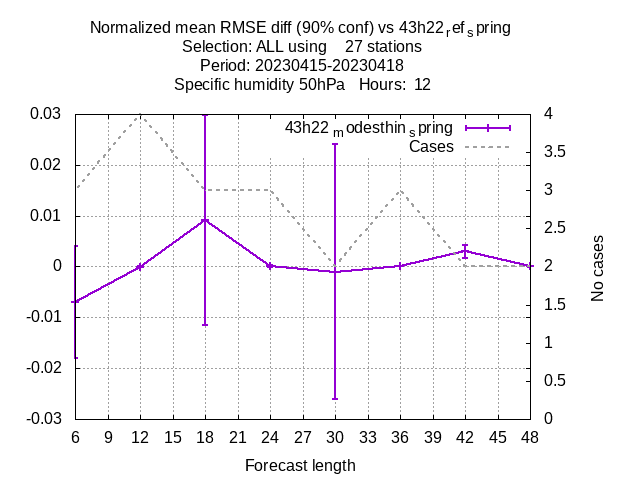 Normalized mean RMSE diff (90% conf) vs 43h22refspring
Selection: ALL using 27 stations
Period: 20230415-20230418
Specific humidity 50hPa Hours: 12
43h22modesthinspring
Cases
0.03
0.02
0.01
0
-0.01
-0.02
-0.03
4
3.5
3
2.5
2
1.5
1
0.5
0
No cases
6 9 12 15 18 21 24 27 30 33 36 39 42 45 48
Forecast length